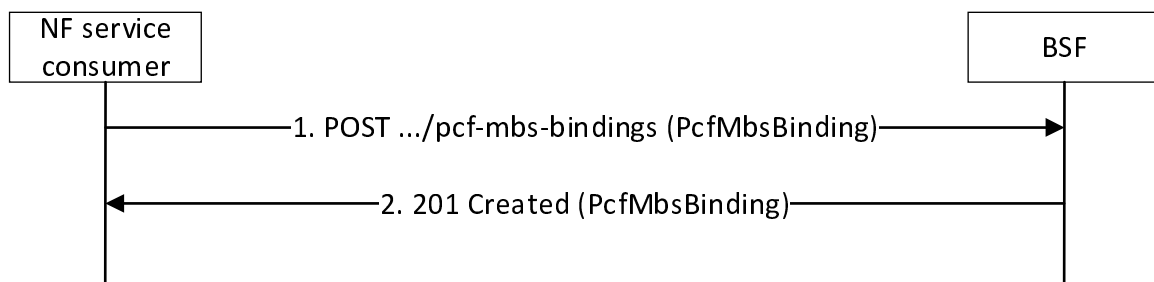 NF service
consumer
BSF
1. POST .../pcf-mbs-bindings (PcfMbsBinding)
2. 201 Created (PcfMbsBinding)